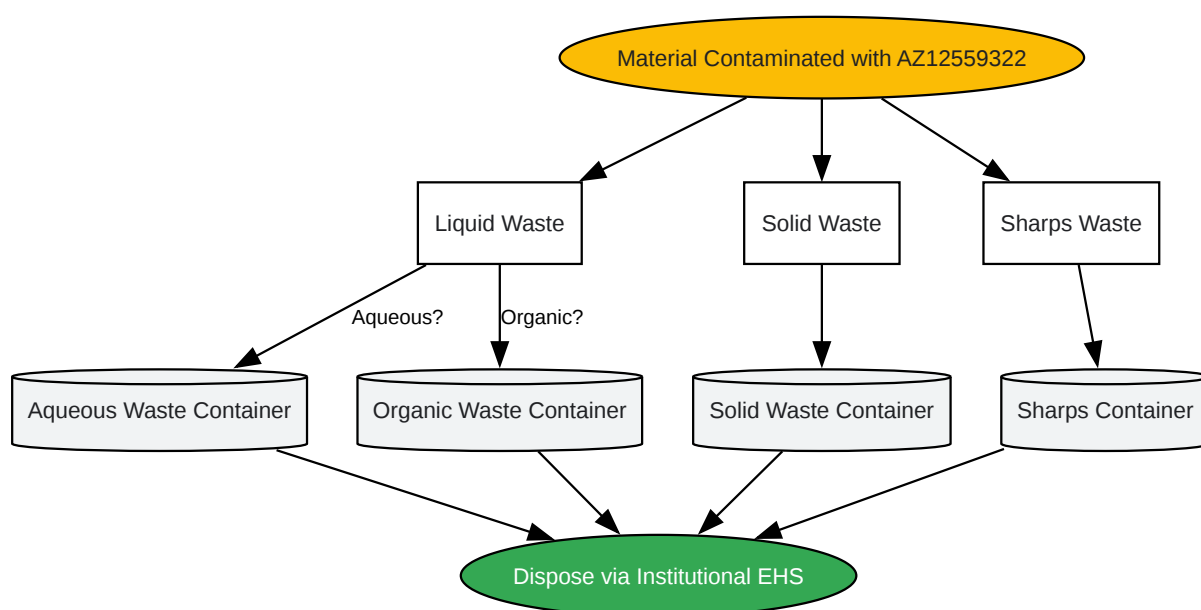 Material Contaminated with AZ12559322
Liquid Waste
Solid Waste
Sharps Waste
Aqueous?
Organic?
Aqueous Waste Container
Organic Waste Container
Solid Waste Container
Sharps Container
Dispose via Institutional EHS